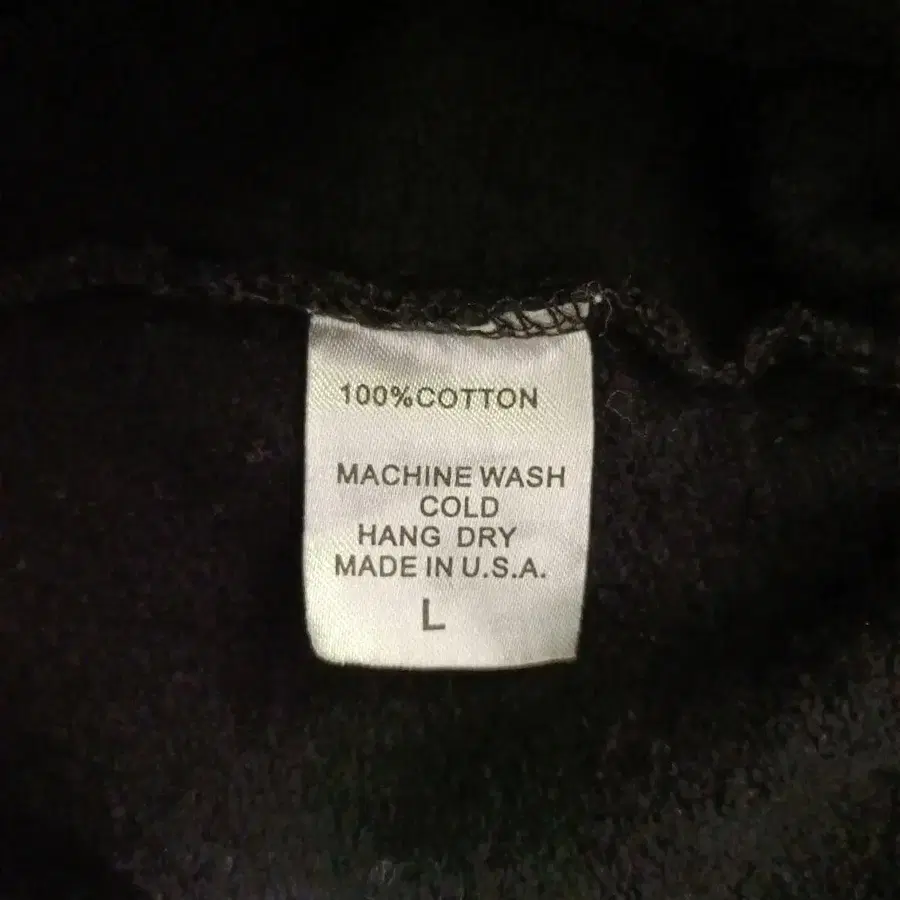 100%COTTON
MACHINE WASH
COLD
HANG DRY
MADE IN U.S.A.
L